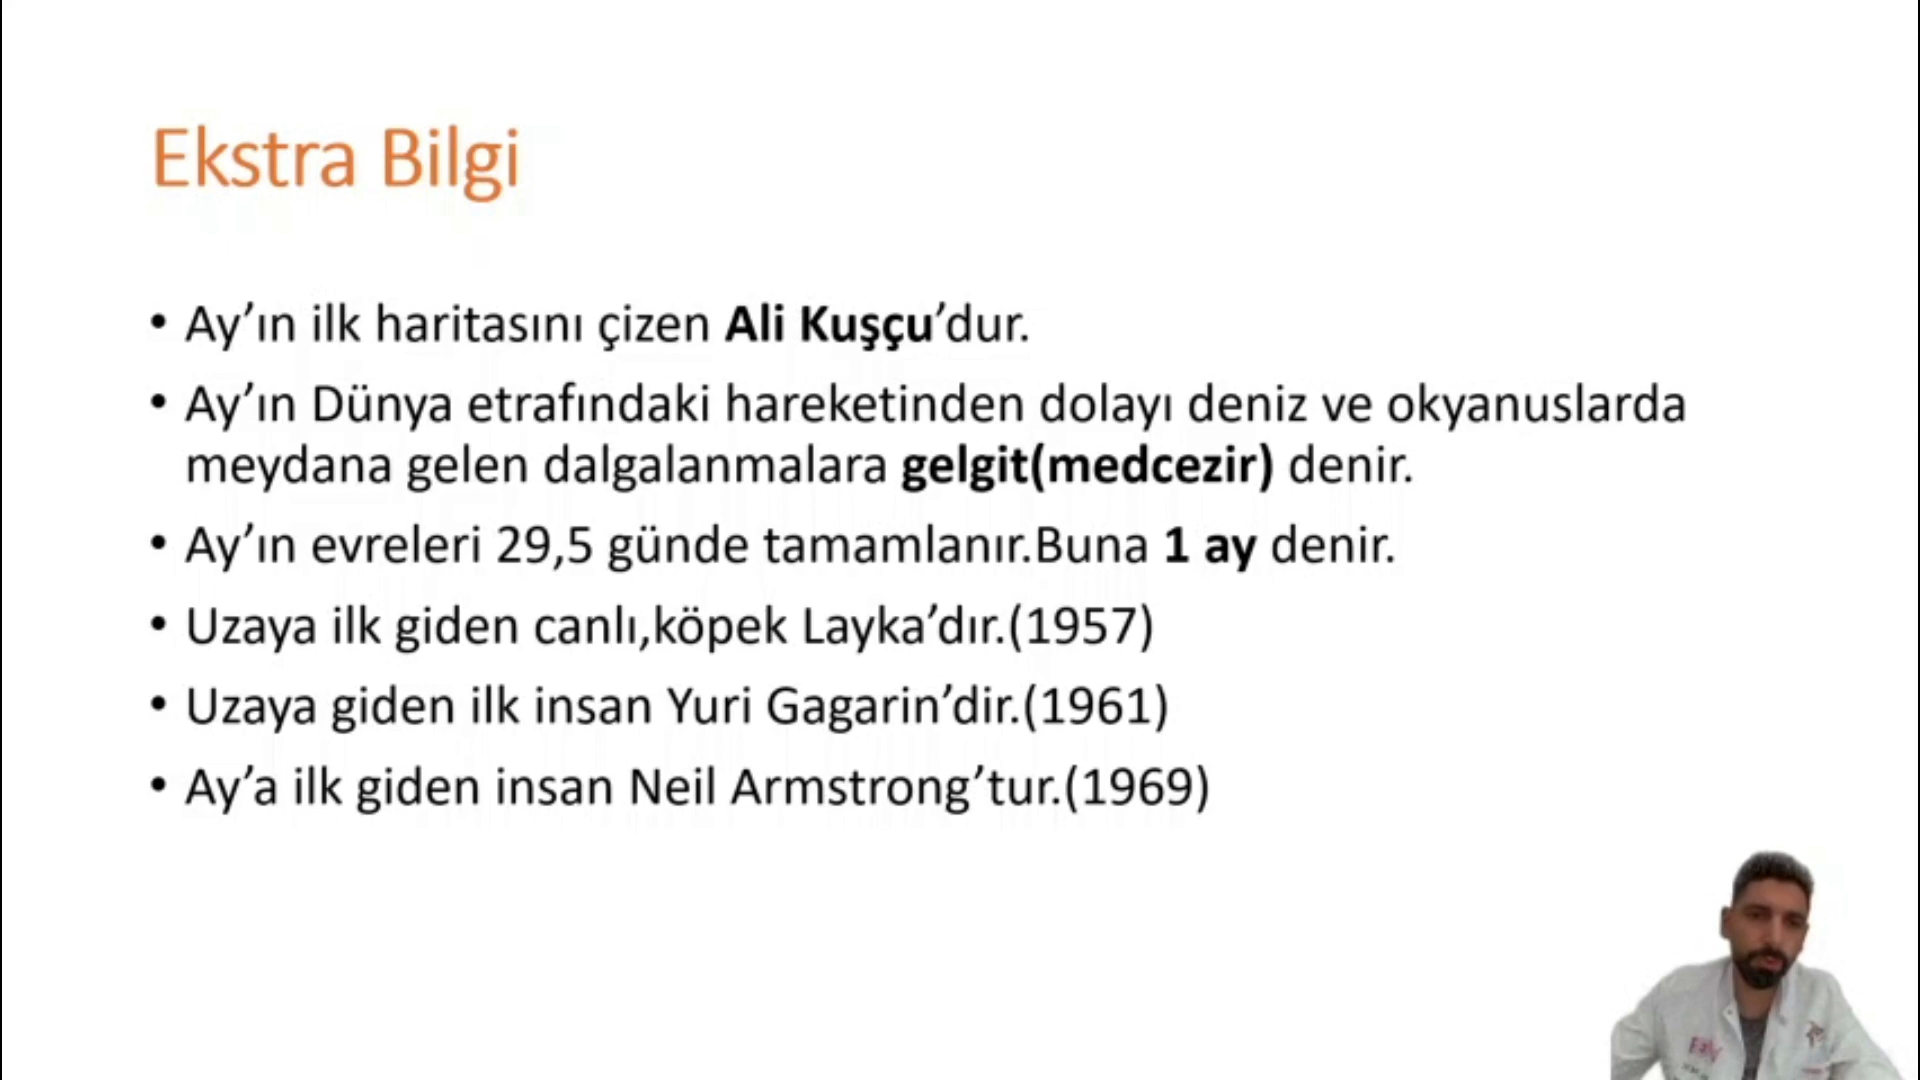 Ekstra Bilgi
• Ay’ın ilk haritasını çizen Ali Kuşçu’dur.
• Ay’ın Dünya etrafındaki hareketinden dolayı deniz ve okyanuslarda
meydana gelen dalgalanmalara gelgit(medcezir) denir.
• Ay’ın evreleri 29,5 günde tamamlanır.Buna 1 ay denir.
• Uzaya ilk giden canlı,köpek Layka’dır.(1957)
• Uzaya giden ilk insan Yuri Gagarin’dir.(1961)
• Ay’a ilk giden insan Neil Armstrong’tur.(1969)